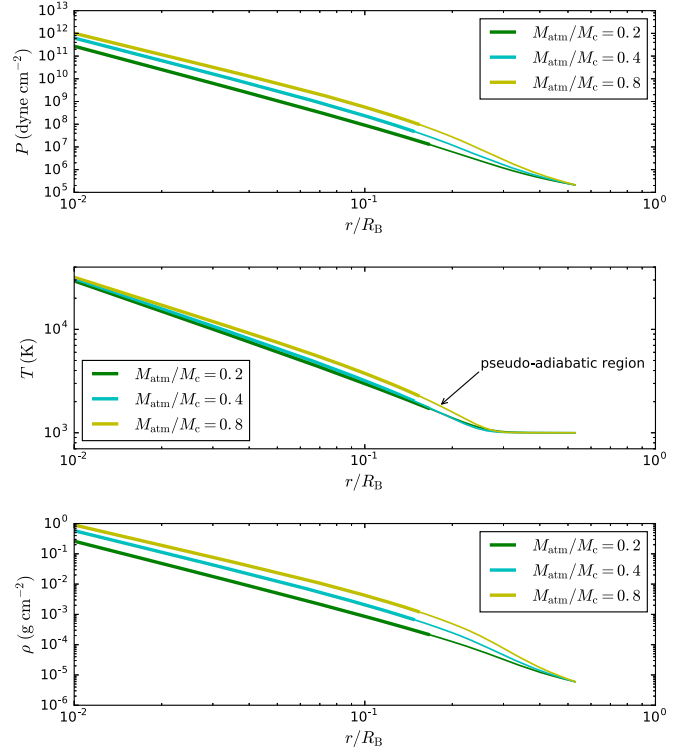 10^13
10^12
10^11
10^10
10^9
10^8
10^7
10^6
10^5
P (dyne cm^−2)
M_atm/M_c = 0.2
M_atm/M_c = 0.4
M_atm/M_c = 0.8
10^-2 10^-1 10^0
r/R_B
10^4
10^3
T (K)
pseudo-adiabatic region
M_atm/M_c = 0.2
M_atm/M_c = 0.4
M_atm/M_c = 0.8
10^-2 10^-1 10^0
r/R_B
10^0
10^-1
10^-2
10^-3
10^-4
10^-5
10^-6
ρ (g cm^−2)
M_atm/M_c = 0.2
M_atm/M_c = 0.4
M_atm/M_c = 0.8
10^-2 10^-1 10^0
r/R_B